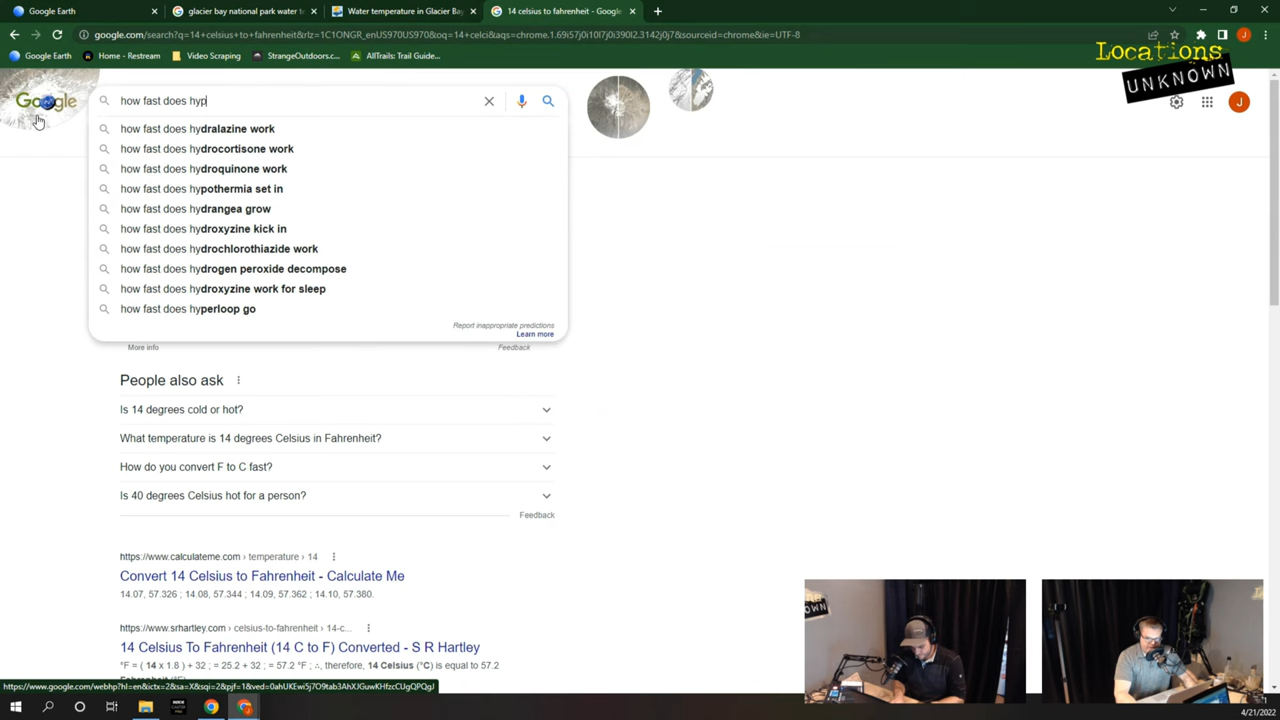 Google Earth
glacier bay national park water t
Water temperature in Glacier Bay
14 celsius to fahrenheit - Google
google.com/search?q=14+celsius+to+fahrenheit&rlz=1C1ONGR_enUS970US970&oq=14+celci&aqs=chrome.1.69i57j0i10l7j0i390l2.3142j0j7&sourceid=chrome&ie=UTF-8
J
Google Earth
Home - Restream
Video Scraping
StrangeOutdoors.c...
AllTrails: Trail Guide...
Locations
UNKNOWN
Google
how fast does hyp
J
how fast does hydralazine work
how fast does hydrocortisone work
how fast does hydroquinone work
how fast does hypothermia set in
how fast does hydrangea grow
how fast does hydroxyzine kick in
how fast does hydrochlorothiazide work
how fast does hydrogen peroxide decompose
how fast does hydroxyzine work for sleep
how fast does hyperloop go
Report inappropriate predictions
Learn more
More info
Feedback
People also ask
Is 14 degrees cold or hot?
What temperature is 14 degrees Celsius in Fahrenheit?
How do you convert F to C fast?
Is 40 degrees Celsius hot for a person?
Feedback
https://www.calculateme.com › temperature › 14
Convert 14 Celsius to Fahrenheit - Calculate Me
14.07, 57.326 ; 14.08, 57.344 ; 14.09, 57.362 ; 14.10, 57.380.
https://www.srhartley.com › celsius-to-fahrenheit › 14-c...
14 Celsius To Fahrenheit (14 C to F) Converted - S R Hartley
°F = ( 14 x 1.8 ) + 32 ; = 25.2 + 32 ; = 57.2 °F ; ∴, therefore, 14 Celsius (°C) is equal to 57.2
4/21/2022